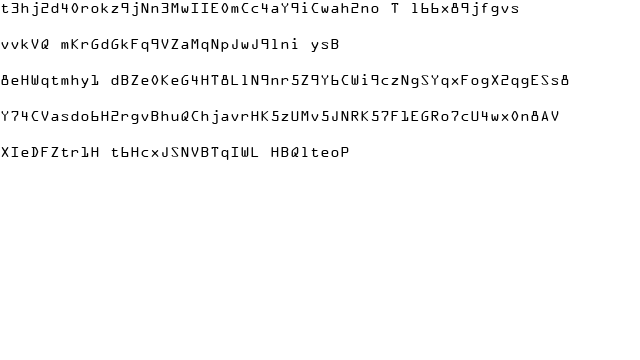 t3hj2d40rokz9jNn3MwIIE0mCc4aY9iCwah2no T 166x89jfgvs
vvkVQ mKrGdGkFq9VZaMqNpJwJ9lni ysB
8eHWqtmhyl dBZe0KeG4HT8L1N9nr5Z9Y6CWi9czNgSYqxFogX2qgESs8
Y74CVasdo6H2rgvBhuQChjavrHK5zUMv5JNRK57F1EGRo7cU4wx0n8AV
XIeDFZtr1H t6HcxJSNVBTqIWL HBQlteoP